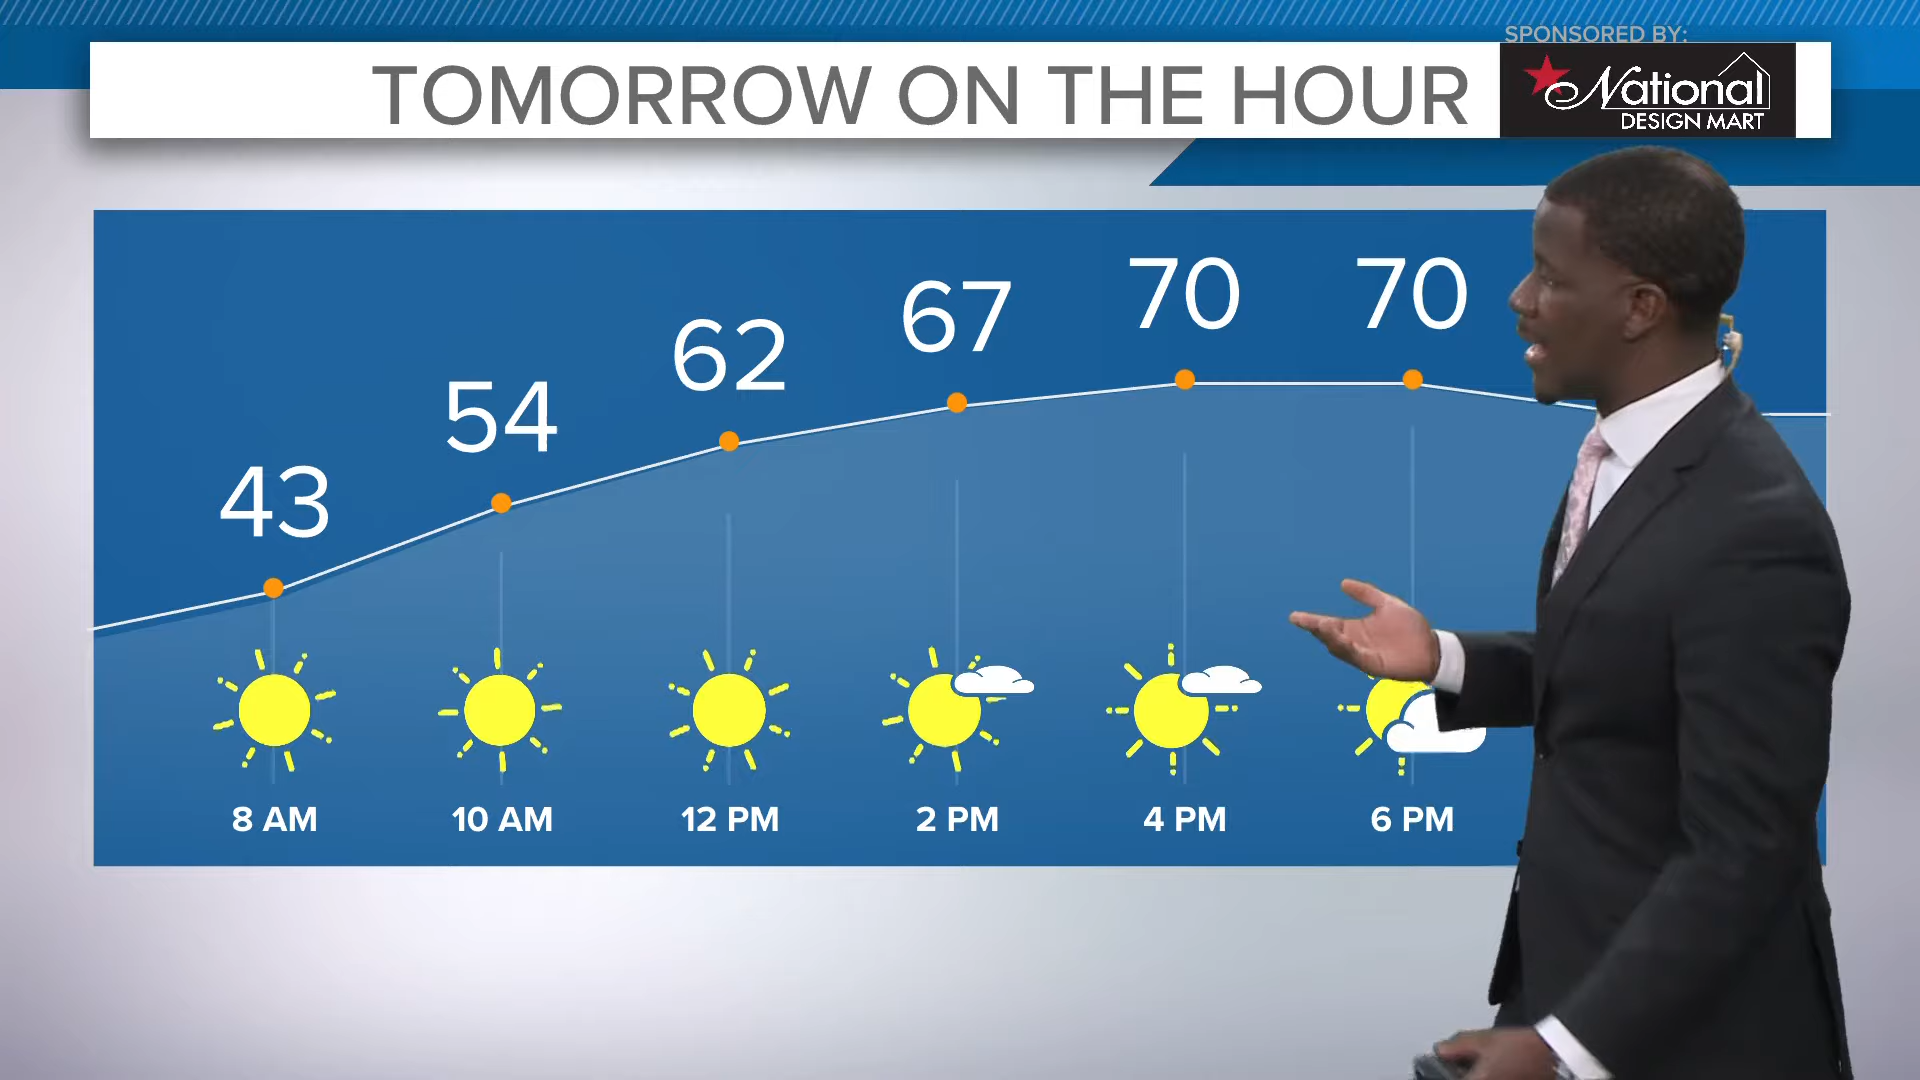 SPONSORED BY:
TOMORROW ON THE HOUR
National
DESIGN MART
43 54 62 67 70 70
8 AM 10 AM 12 PM 2 PM 4 PM 6 PM